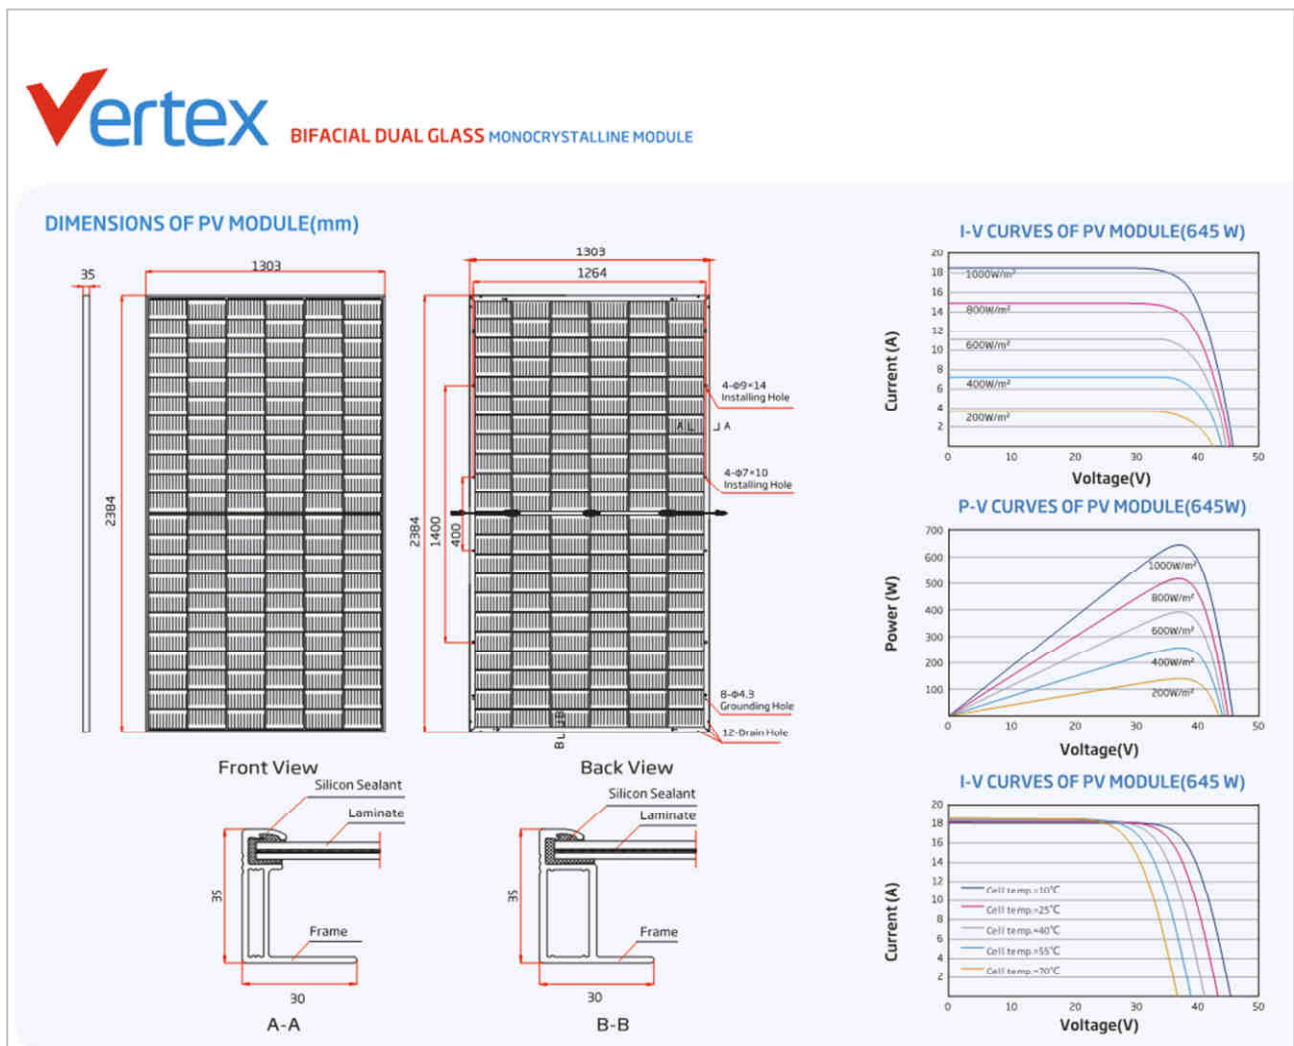 Vertex BIFACIAL DUAL GLASS MONOCRYSTALLINE MODULE
DIMENSIONS OF PV MODULE(mm)
35
1303
2384
Front View
1303
1264
2384
1400
400
4-Φ9×14
Installing Hole
A A
4-Φ7×10
Installing Hole
8-Φ4.3
Grounding Hole
12-Drain Hole
B B
Back View
Silicon Sealant
Laminate
35
Frame
30
A-A
Silicon Sealant
Laminate
35
Frame
30
B-B
I-V CURVES OF PV MODULE(645 W)
Current (A)
20
18
16
14
12
10
8
6
4
2
1000W/m²
800W/m²
600W/m²
400W/m²
200W/m²
0 10 20 30 40 50
Voltage(V)
P-V CURVES OF PV MODULE(645W)
Power (W)
700
600
500
400
300
200
100
1000W/m²
800W/m²
600W/m²
400W/m²
200W/m²
0 10 20 30 40 50
Voltage(V)
I-V CURVES OF PV MODULE(645 W)
Current (A)
20
18
16
14
12
10
8
6
4
2
Cell temp.=10℃
Cell temp.=25℃
Cell temp.=40℃
Cell temp.=55℃
Cell temp.=70℃
0 10 20 30 40 50
Voltage(V)